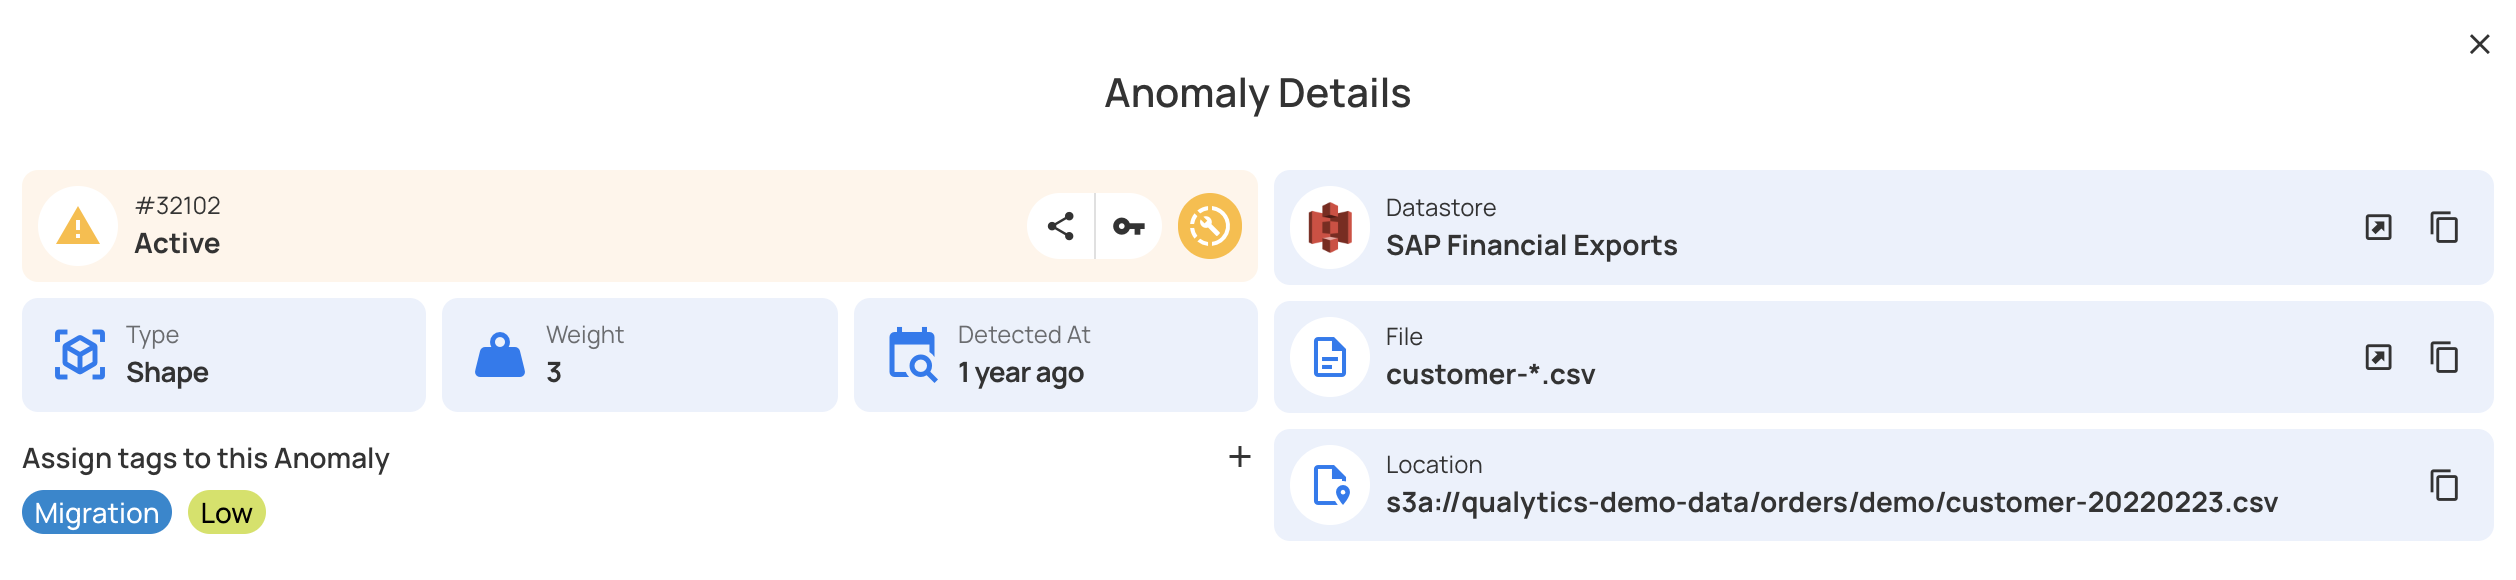 Anomaly Details
#32102
Active
Type
Shape
Weight
3
Detected At
1 year ago
Assign tags to this Anomaly
Migration
Low
Datastore
SAP Financial Exports
File
customer-*.csv
Location
s3a://qualytics-demo-data/orders/demo/customer-20220223.csv